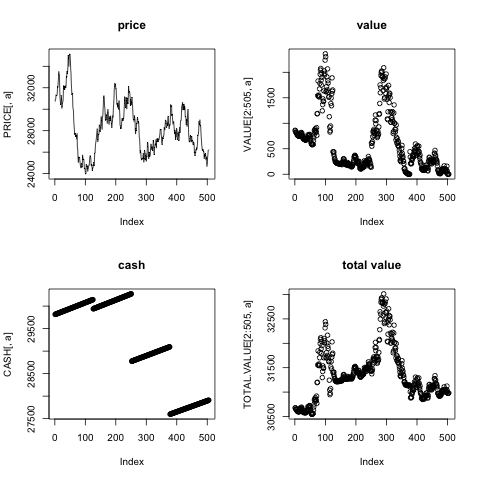 price
PRICE[, a]
24000 28000 32000
0 100 200 300 400 500
Index
value
VALUE[2:505, a]
0 500 1500
0 100 200 300 400 500
Index
cash
CASH[, a]
27500 28500 29500
0 100 200 300 400 500
Index
total value
TOTAL.VALUE[2:505, a]
30500 31500 32500
0 100 200 300 400 500
Index